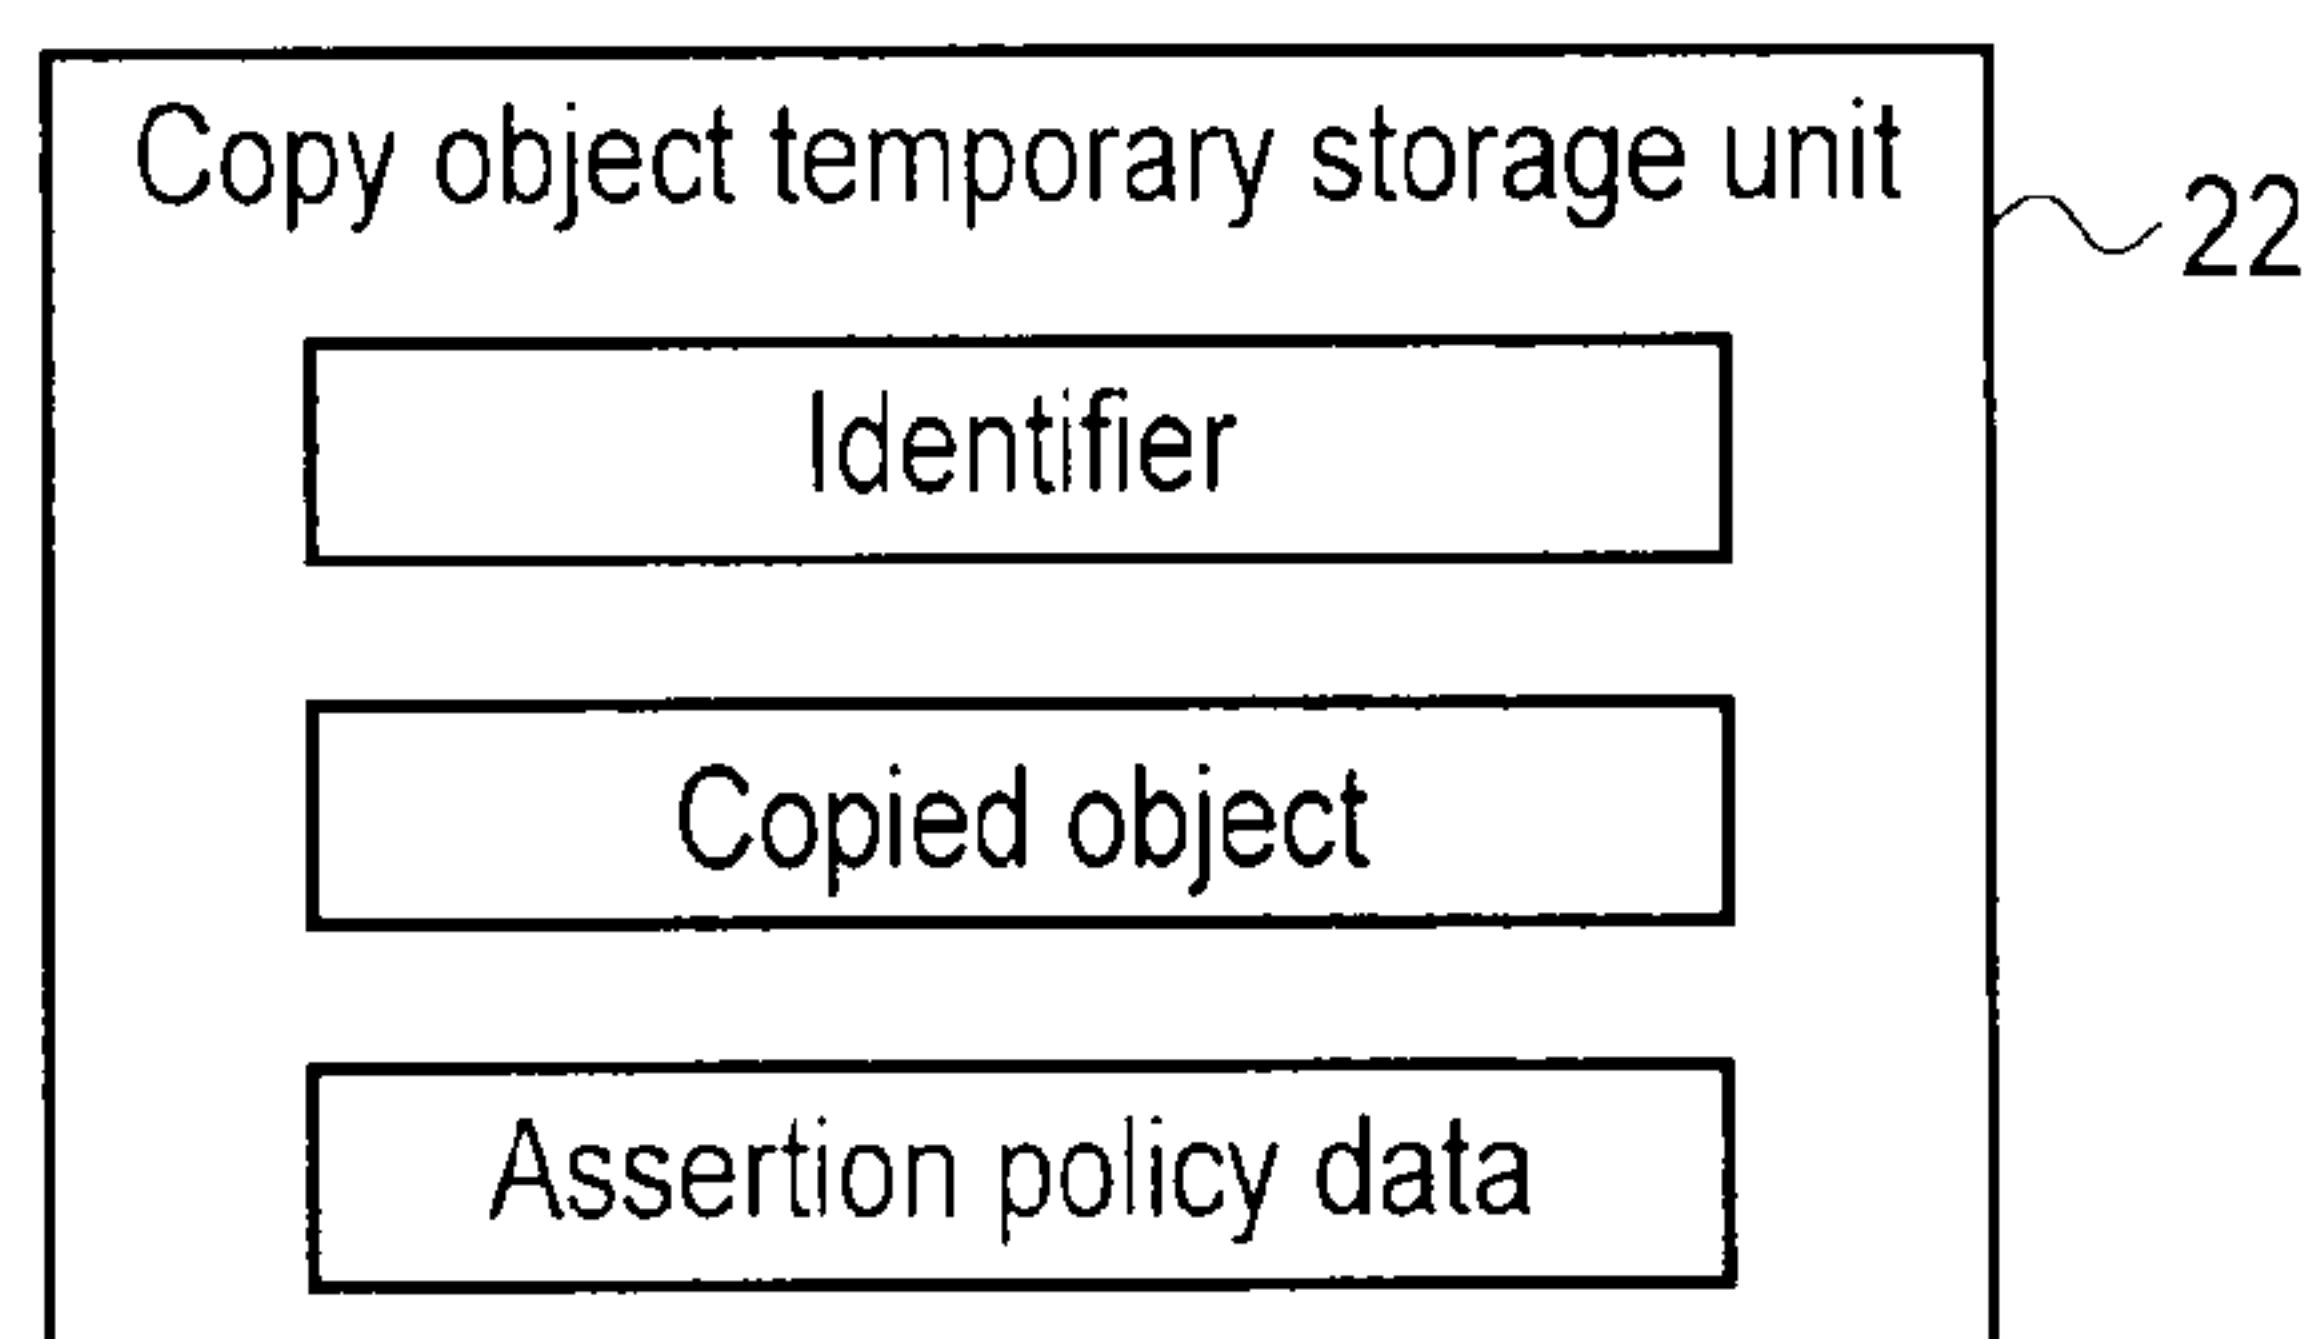 Copy object temporary storage unit
22
Identifier
Copied object
Assertion policy data